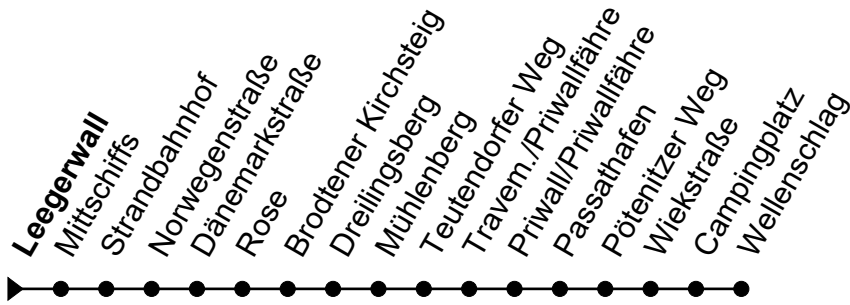 Leegerwall
Mittschiffs
Strandbahnhof
Norwegenstraße
Dänemarkstraße
Rose
Brodtener Kirchsteig
Dreilingsberg
Mühlenberg
Teutendorfer Weg
Travem./Priwallfähre
Priwall/Priwallfähre
Passathafen
Pötenitzer Weg
Wiekstraße
Campingplatz
Wellenschlag